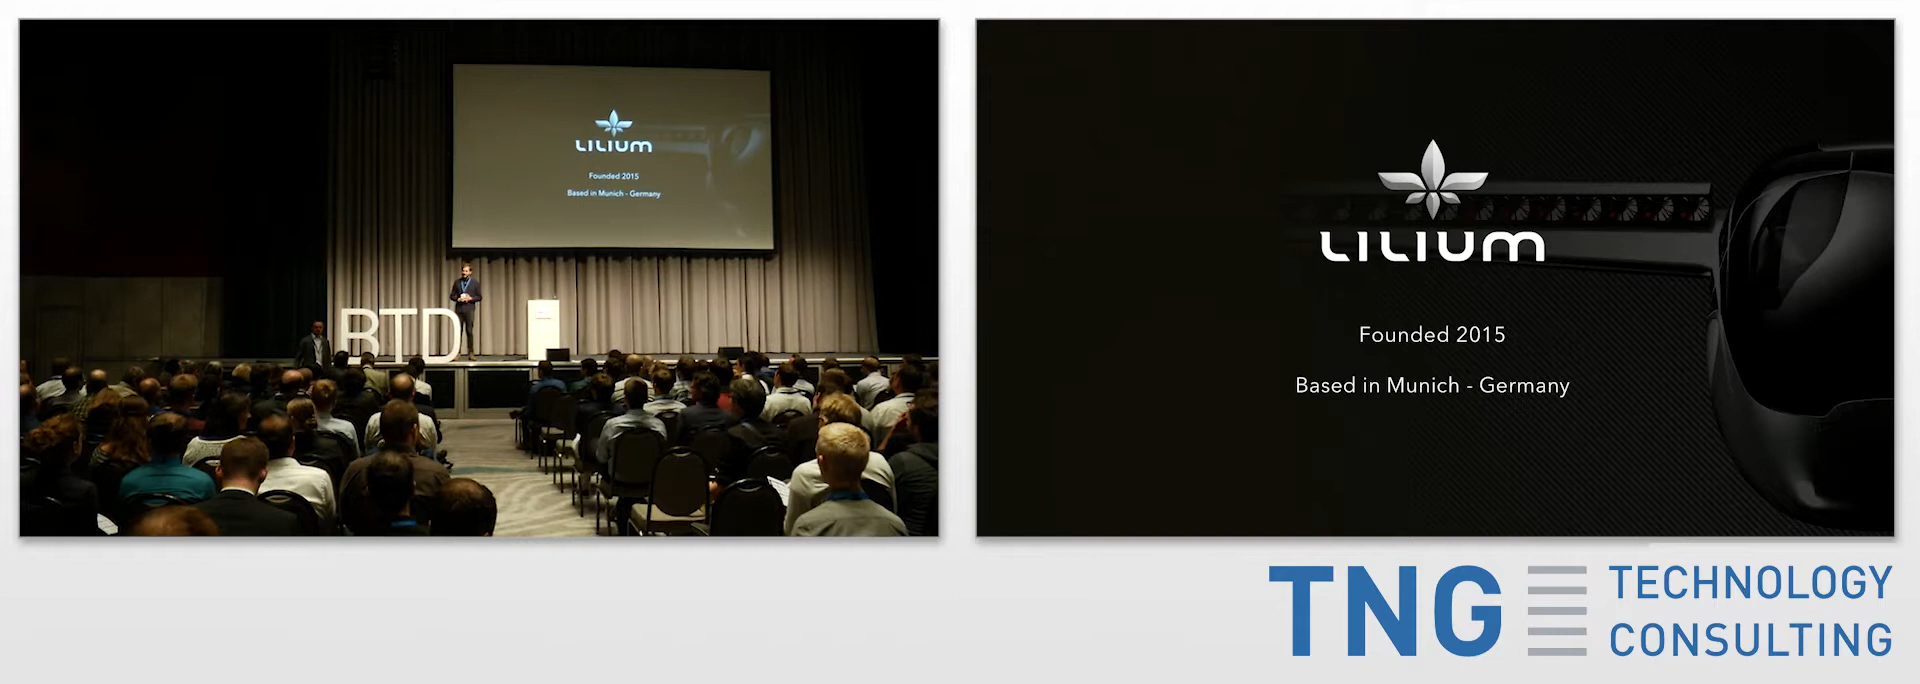 LILIUM
Founded 2015
Based in Munich - Germany
BTD
LILIUM
Founded 2015
Based in Munich - Germany
TNG TECHNOLOGY
CONSULTING